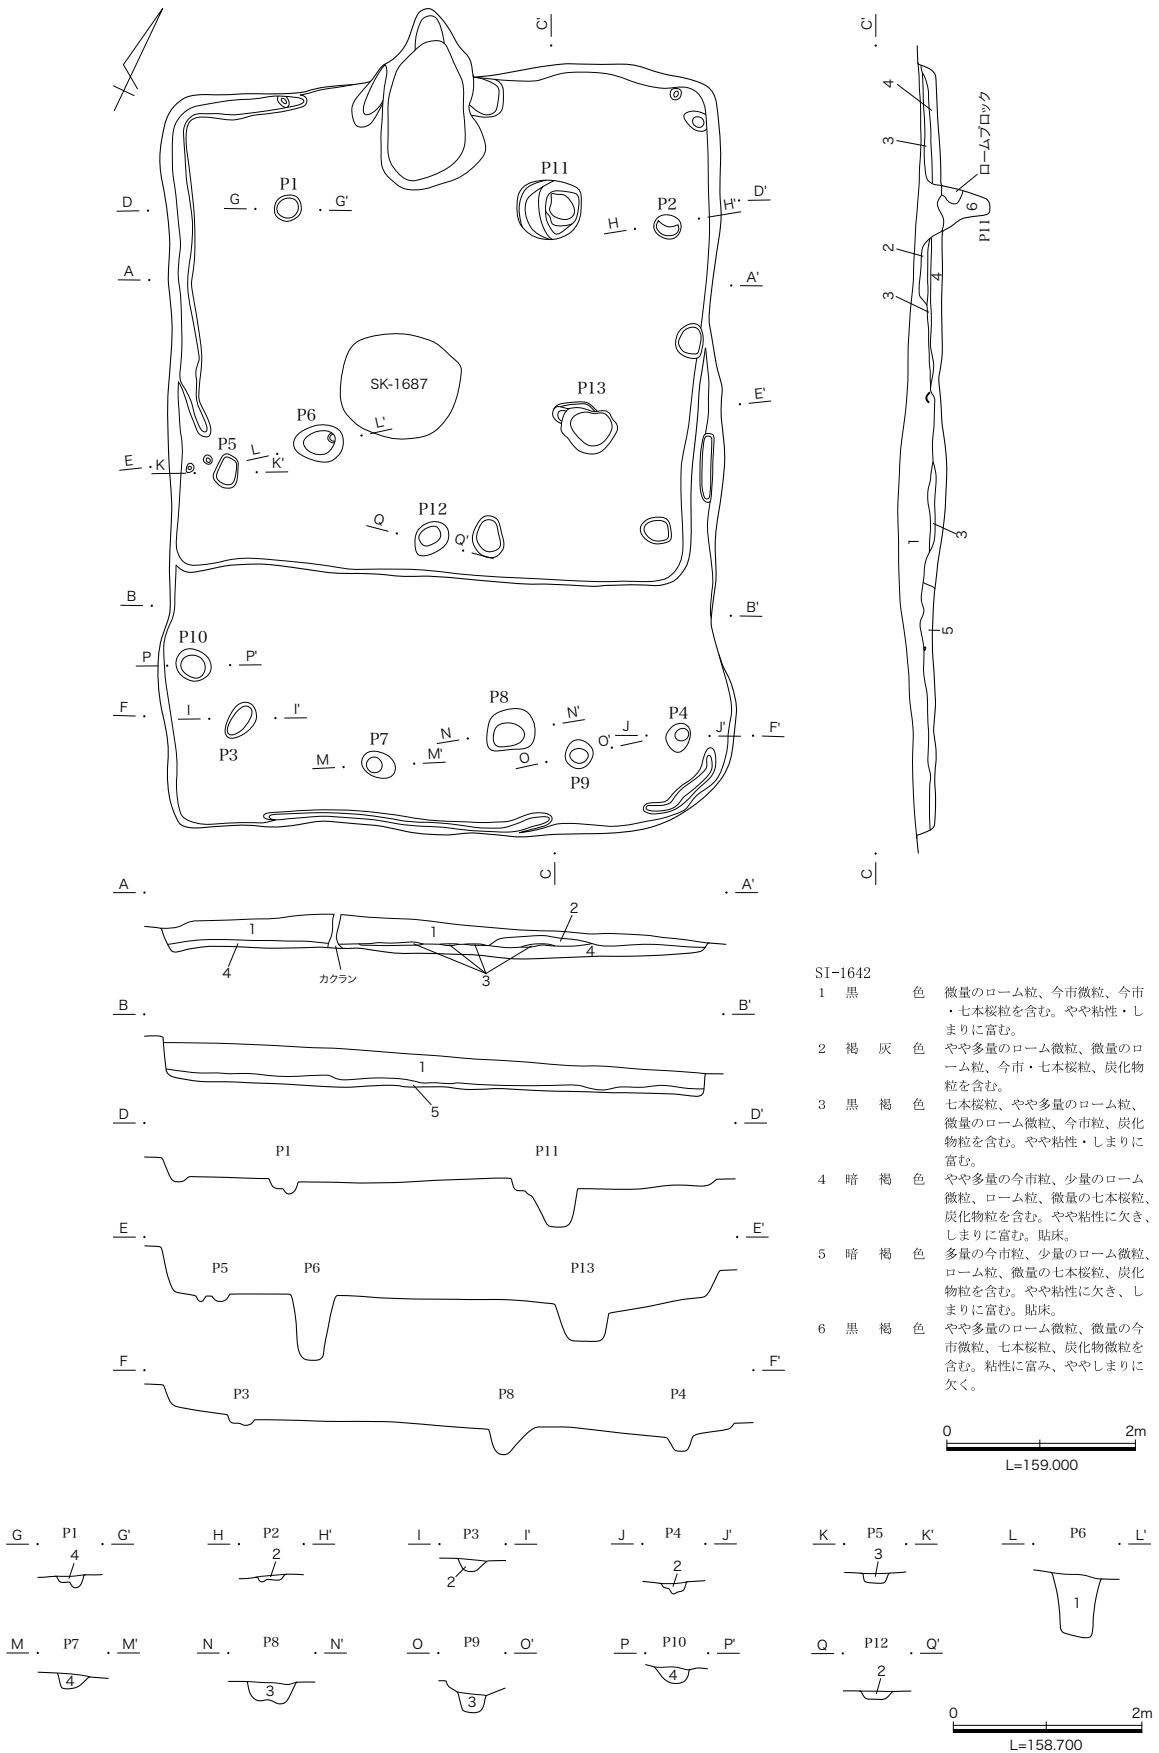 C'
C'
P1
P11
P2
D
G
G'
H
H'
D'
A
A'
SK-1687
P13
P6
L'
L
P5
E
K
K'
E'
P12
Q
Q'
B
B'
P10
P
P'
F
I
I'
P3
P7
M
M'
P8
N
N'
P9
O
O'
P4
J
J'
F'
C
C
4
3
ロームブロック
6
P11
2
4
3
1
3
5
A
A'
1
1
2
4
カクラン
3
4
B
B'
1
5
D
D'
P1
P11
E
E'
P5
P6
P13
F
F'
P3
P8
P4
SI-1642
1 黒 色 微量のローム粒、今市微粒、今市
・七本桜粒を含む。やや粘性・し
まりに富む。
2 褐 灰 色 やや多量のローム微粒、微量のロ
ーム粒、今市・七本桜粒、炭化物
粒を含む。
3 黒 褐 色 七本桜粒、やや多量のローム粒、
微量のローム微粒、今市粒、炭化
物粒を含む。やや粘性・しまりに
富む。
4 暗 褐 色 やや多量の今市粒、少量のローム
微粒、ローム粒、微量の七本桜粒、
炭化物粒を含む。やや粘性に欠き、
しまりに富む。貼床。
5 暗 褐 色 多量の今市粒、少量のローム微粒、
ローム粒、微量の七本桜粒、炭化
物粒を含む。やや粘性に欠き、し
まりに富む。貼床。
6 黒 褐 色 やや多量のローム微粒、微量の今
市微粒、七本桜粒、炭化物微粒を
含む。粘性に富み、ややしまりに
欠く。
0 2m
L=159.000
G P1 G'
4
H P2 H'
2
I P3 I'
2
J P4 J'
2
K P5 K'
3
L P6 L'
1
M P7 M'
4
N P8 N'
3
O P9 O'
3
P P10 P'
4
Q P12 Q'
2
0 2m
L=158.700